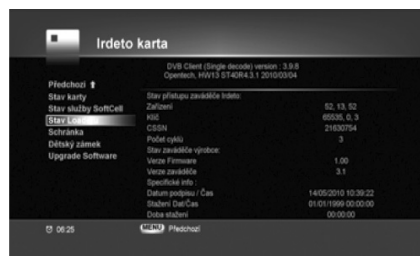 Irdeto karta
DVB Client (Single decode) version : 3.9.8
Opentech, HW13 ST40R4.3.1 2010/03/04
Předchozí
Stav karty
Stav služby SoftCell
Stav Loaderu
Schránka
Dětský zámek
Upgrade Software
Stav přístupu zavaděče Irdeto:
Zařízení 52, 13, 52
Klíč 65535, 0, 3
CSSN 21630754
Počet cyklů 3
Stav zavaděče výrobce:
Verze Firmware 1.00
Verze zavaděče 3.1
Specifické info :
Datum podpisu / Čas 14/05/2010 10:39:22
Stažení Dat/Čas 01/01/1999 00:00:00
Doba stažení 00:00:00
06:25 MENU Předchozí